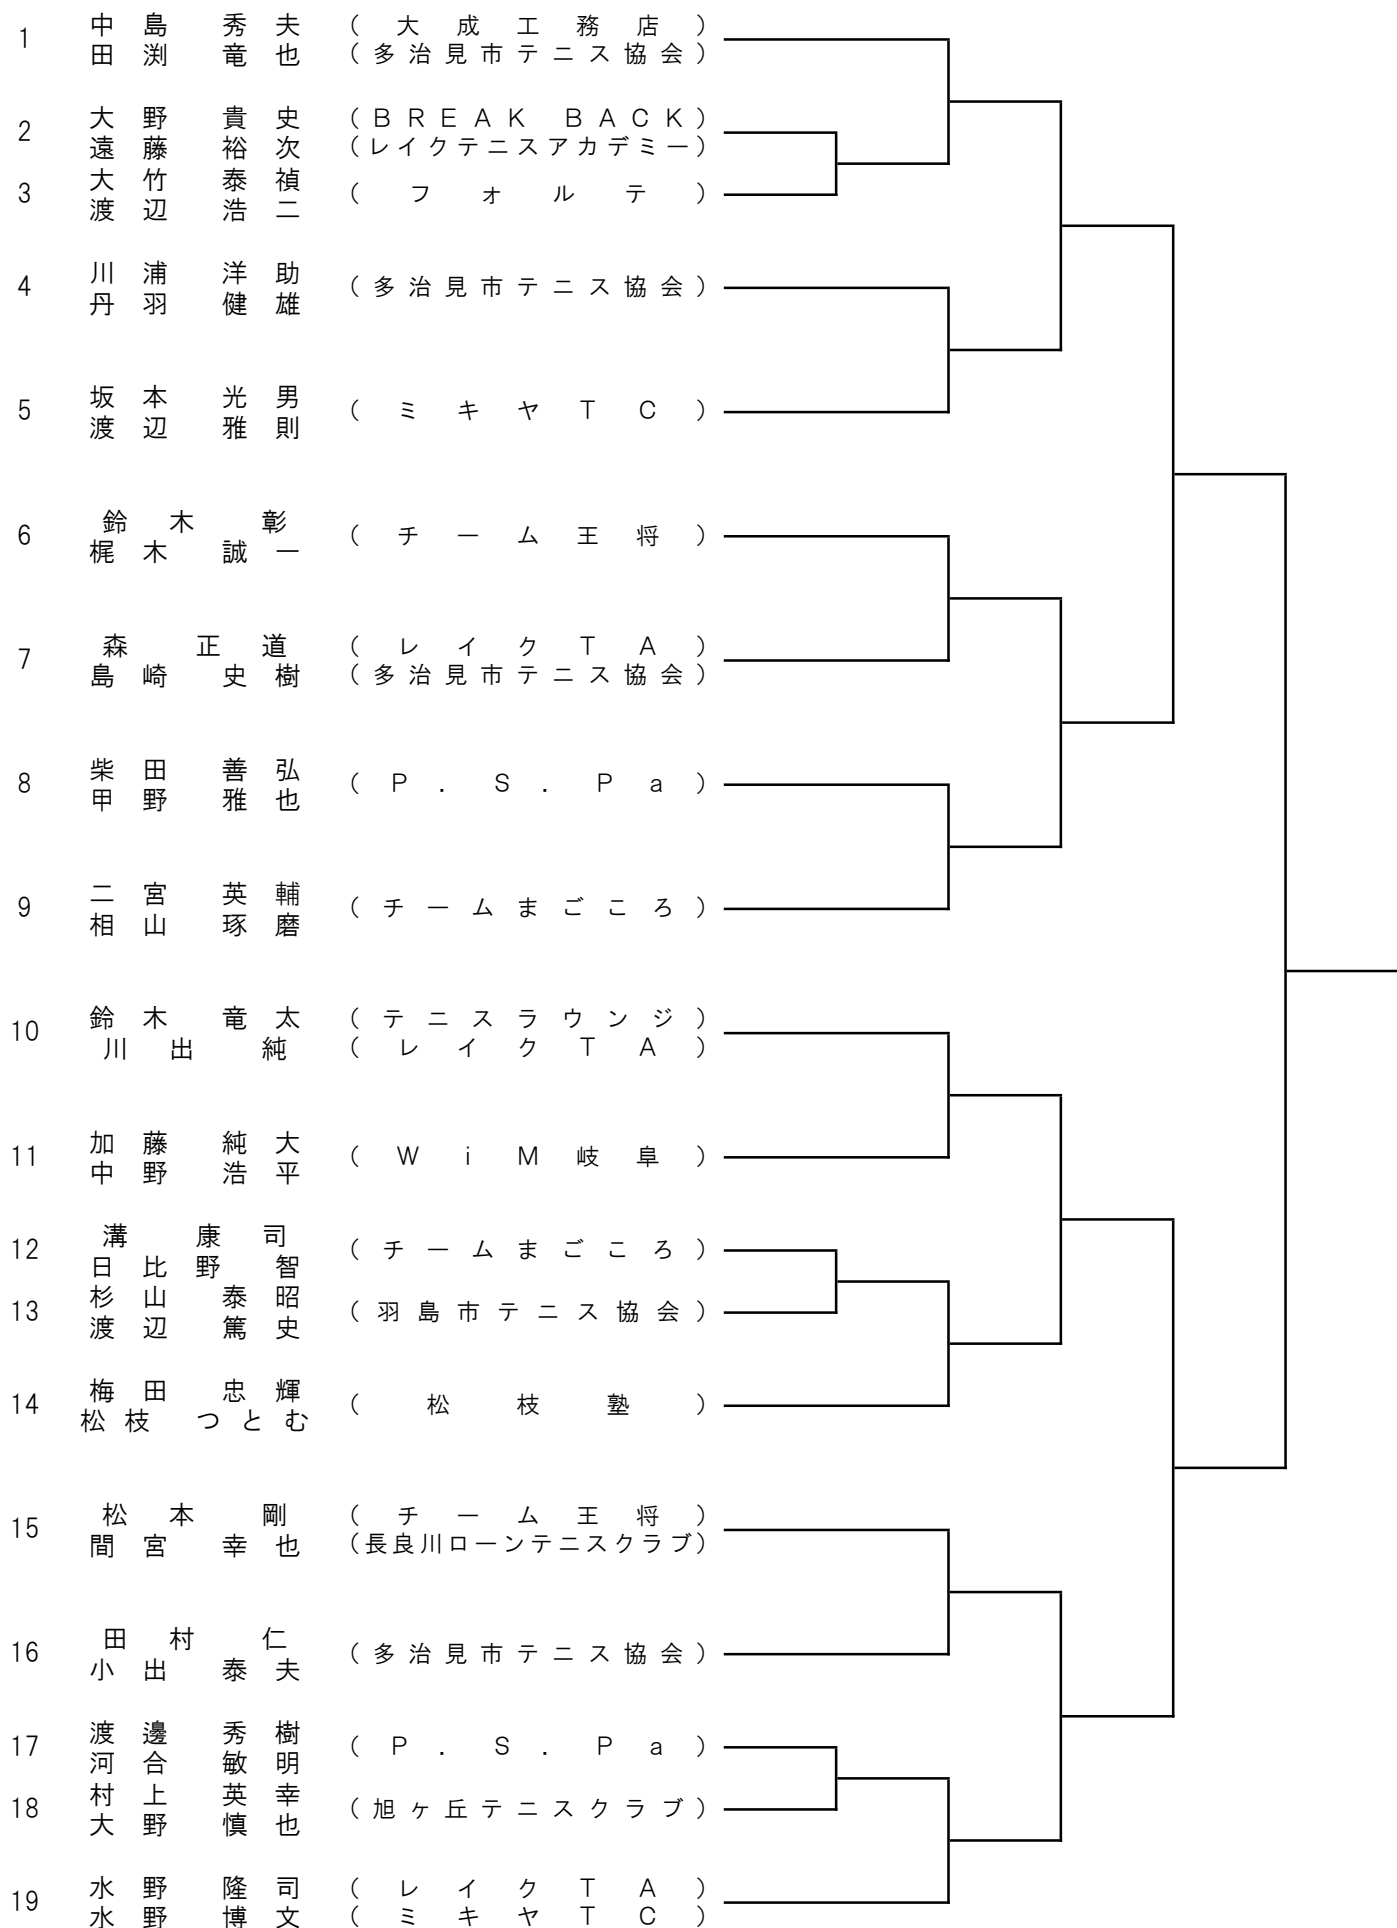 1 中島 秀夫 (大成工務店)
田渕 竜也 (多治見市テニス協会)
2 大野 貴史 (BREAK BACK)
遠藤 裕次 (レイクテニスアカデミー)
3 大竹 泰禎 (フォルテ)
渡辺 浩二
4 川浦 洋助 (多治見市テニス協会)
丹羽 健雄
5 坂本 光男 (ミキヤTC)
渡辺 雅則
6 鈴木 彰 (チーム王将)
梶木 誠一
7 森 正道 (レイクTA)
島崎 史樹 (多治見市テニス協会)
8 柴田 善弘 (P.S.Pa)
甲野 雅也
9 二宮 英輔 (チームまごころ)
相山 琢磨
10 鈴木 竜太 (テニスラウンジ)
川出 純 (レイクTA)
11 加藤 純大 (WiM岐阜)
中野 浩平
12 溝 康司 (チームまごころ)
日比野 智
13 杉山 泰昭 (羽島市テニス協会)
渡辺 篤史
14 梅田 忠輝 (松枝塾)
松枝 つとむ
15 松本 剛 (チーム王将)
間宮 幸也 (長良川ローンテニスクラブ)
16 田村 仁 (多治見市テニス協会)
小出 泰夫
17 渡邊 秀樹 (P.S.Pa)
河合 敏明
18 村上 英幸 (旭ヶ丘テニスクラブ)
大野 慎也
19 水野 隆司 (レイクTA)
水野 博文 (ミキヤTC)